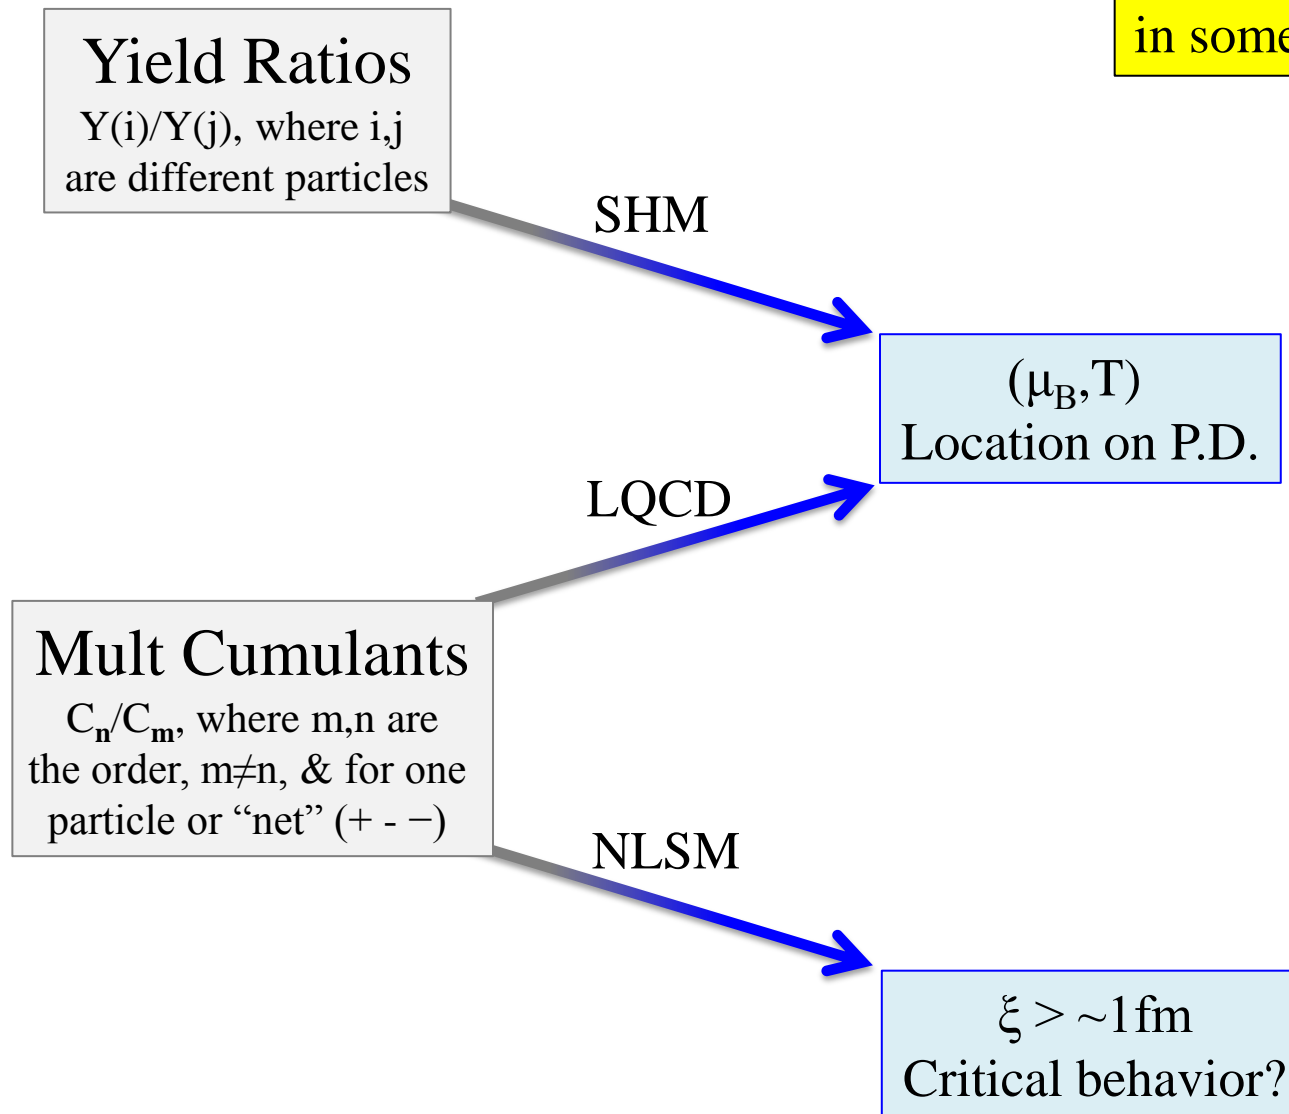 in some
Yield Ratios
Y(i)/Y(j), where i,j
are different particles
SHM
(μB,T)
Location on P.D.
LQCD
Mult Cumulants
Cn/Cm, where m,n are
the order, m≠n, & for one
particle or “net” (+ - −)
NLSM
ξ > ~1fm
Critical behavior?